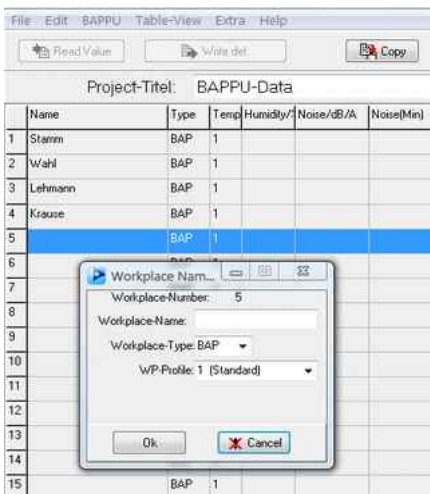 File Edit BAPPU Table-View Extra Help
Read Value Write def. Copy
Project-Titel: BAPPU-Data
Name Type Temp Humidity/ Noise/dB/A Noise(Min)
1 Stamm BAP 1
2 Wahl BAP 1
3 Lehmann BAP 1
4 Krause BAP 1
5 BAP 1
6
7
8
9
10
11
12
13
14
15 BAP 1
Workplace Nam...
Workplace-Number: 5
Workplace-Name:
Workplace-Type: BAP
WP-Profile: 1 (Standard)
Ok Cancel